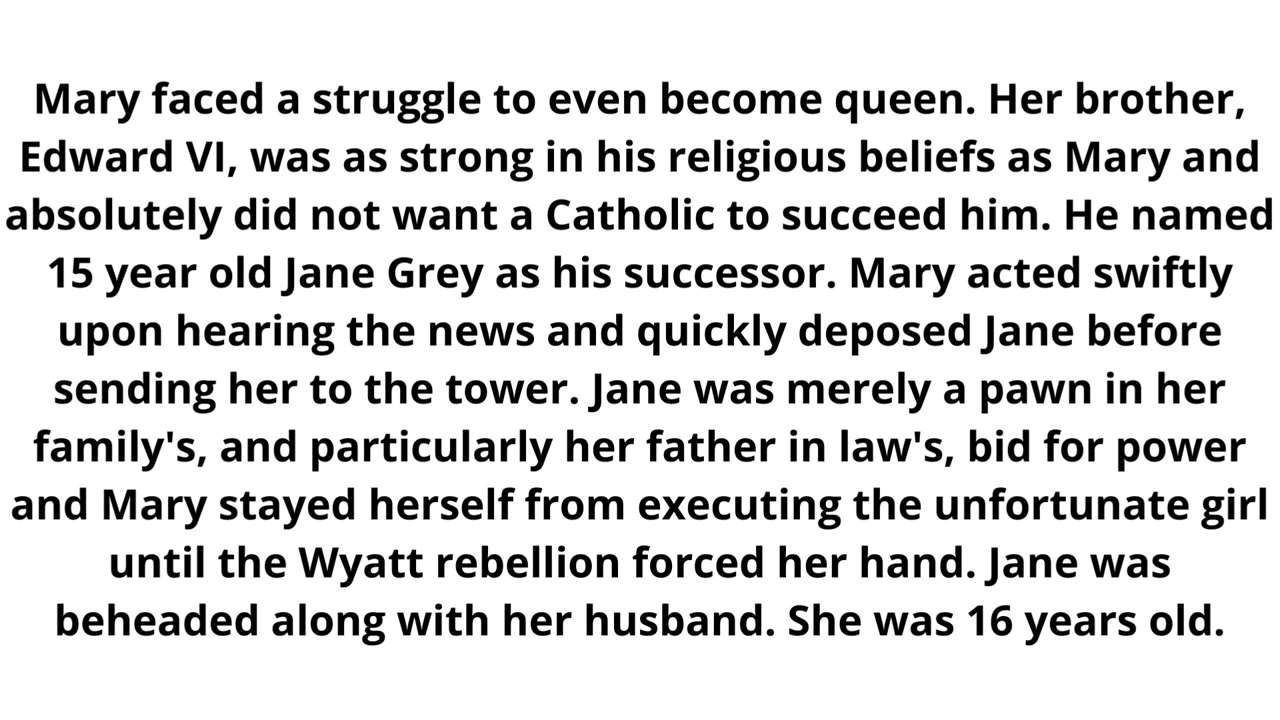 Mary faced a struggle to even become queen. Her brother,
Edward VI, was as strong in his religious beliefs as Mary and
absolutely did not want a Catholic to succeed him. He named
15 year old Jane Grey as his successor. Mary acted swiftly
upon hearing the news and quickly deposed Jane before
sending her to the tower. Jane was merely a pawn in her
family's, and particularly her father in law's, bid for power
and Mary stayed herself from executing the unfortunate girl
until the Wyatt rebellion forced her hand. Jane was
beheaded along with her husband. She was 16 years old.